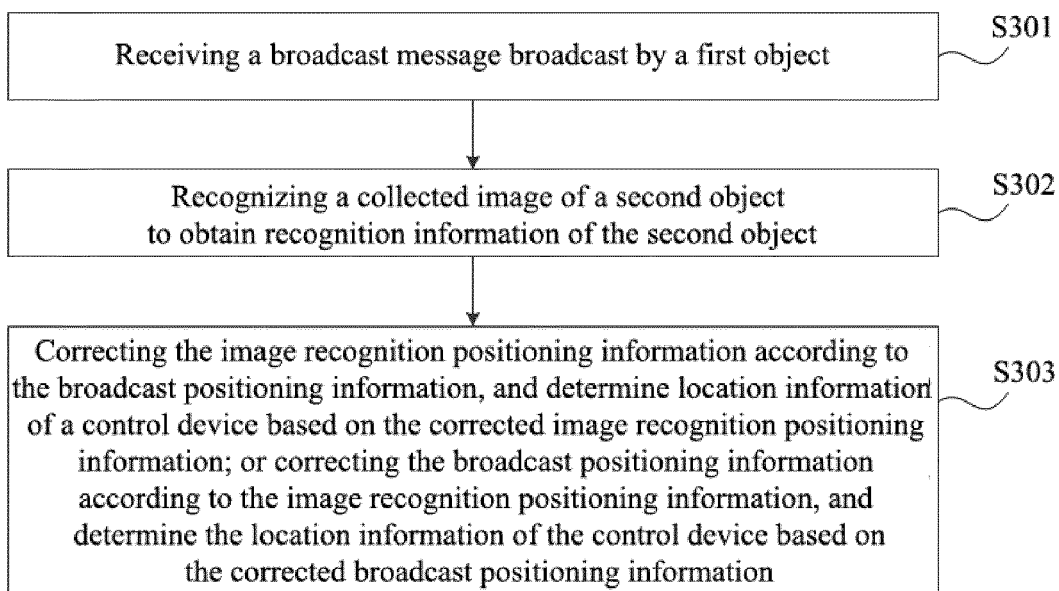 Receiving a broadcast message broadcast by a first object
S301
Recognizing a collected image of a second object
to obtain recognition information of the second object
S302
Correcting the image recognition positioning information according to
the broadcast positioning information, and determine location information
of a control device based on the corrected image recognition positioning
information; or correcting the broadcast positioning information
according to the image recognition positioning information, and
determine the location information of the control device based on
the corrected broadcast positioning information
S303